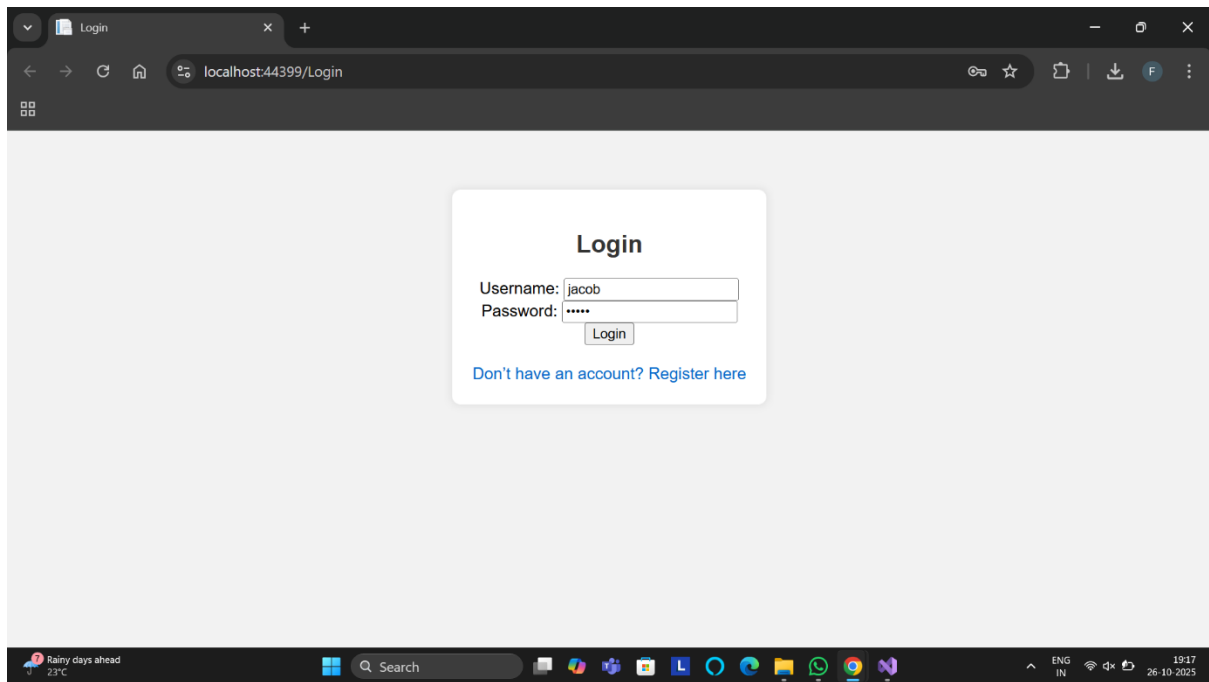 Login
localhost:44399/Login
F
Login
Username: jacob
Password: •••••
Login
Don't have an account? Register here
7
Rainy days ahead
23°C
Search
L
ENG
IN
19:17
26-10-2025